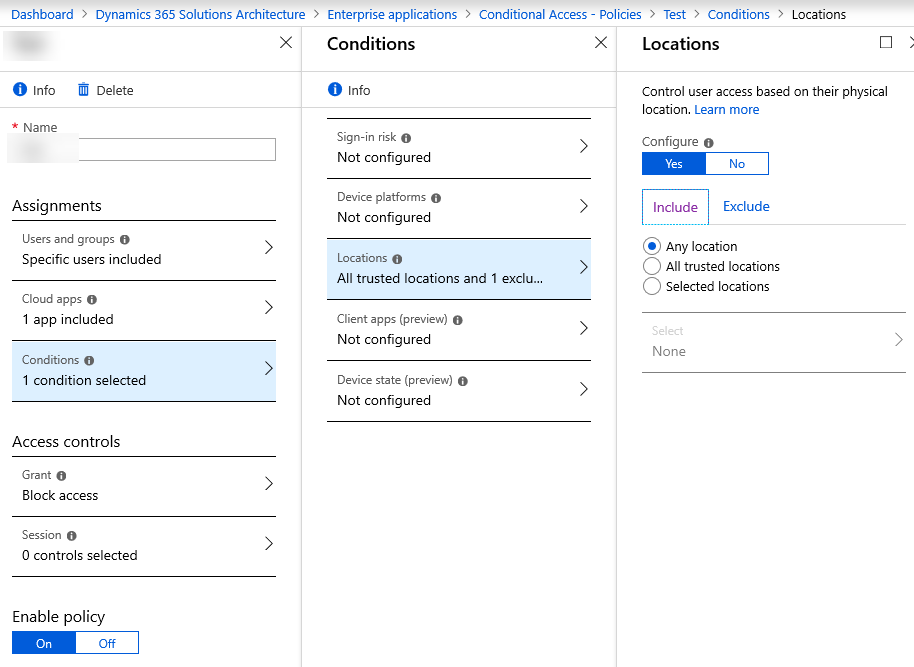 Dashboard > Dynamics 365 Solutions Architecture > Enterprise applications > Conditional Access - Policies > Test > Conditions > Locations
Info
Delete
* Name
Assignments
Users and groups
Specific users included
Cloud apps
1 app included
Conditions
1 condition selected
Access controls
Grant
Block access
Session
0 controls selected
Enable policy
On Off
Conditions
Info
Sign-in risk
Not configured
Device platforms
Not configured
Locations
All trusted locations and 1 exclu...
Client apps (preview)
Not configured
Device state (preview)
Not configured
Locations
Control user access based on their physical
location. Learn more
Configure
Yes No
Include Exclude
Any location
All trusted locations
Selected locations
Select
None